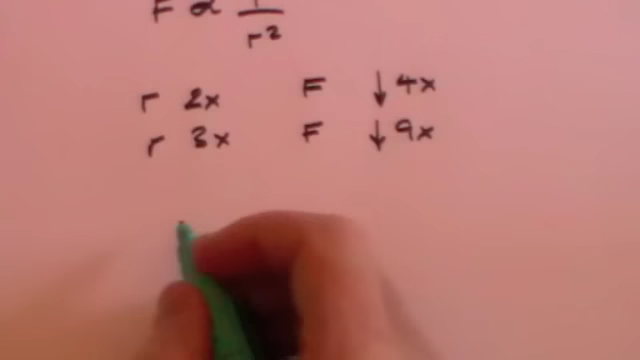 F ∝ 1
r²
r 2x F ↓ 4x
r 3x F ↓ 9x